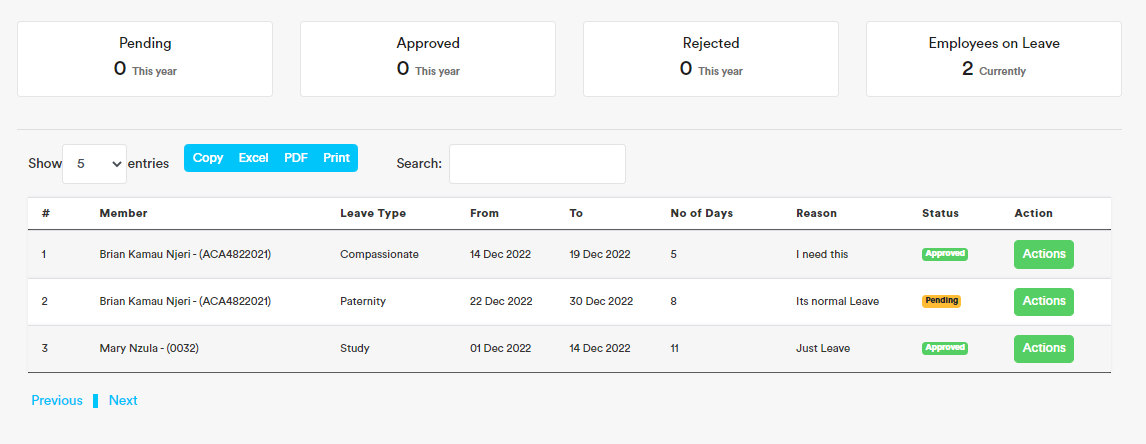 Pending Approved Rejected Employees on Leave
0 This year 0 This year 0 This year 2 Currently
Show 5 entries Copy Excel PDF Print Search:
# Member Leave Type From To No of Days Reason Status Action
1 Brian Kamau Njeri - (ACA4822021) Compassionate 14 Dec 2022 19 Dec 2022 5 I need this Approved Actions
2 Brian Kamau Njeri - (ACA4822021) Paternity 22 Dec 2022 30 Dec 2022 8 Its normal Leave Pending Actions
3 Mary Nzula - (0032) Study 01 Dec 2022 14 Dec 2022 11 Just Leave Approved Actions
Previous Next